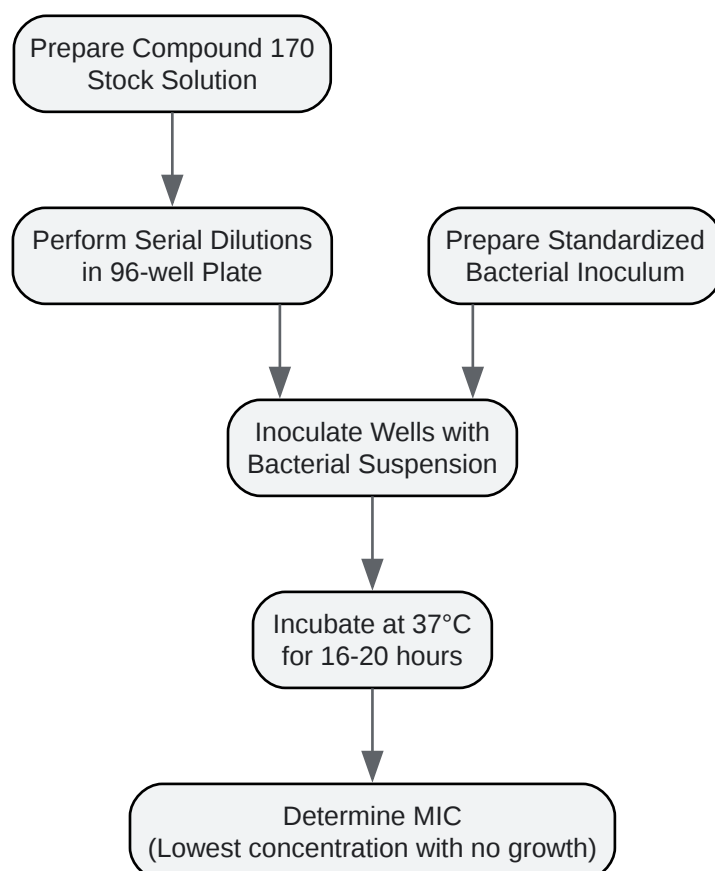 Prepare Compound 170
Stock Solution
Perform Serial Dilutions
in 96-well Plate
Prepare Standardized
Bacterial Inoculum
Inoculate Wells with
Bacterial Suspension
Incubate at 37°C
for 16-20 hours
Determine MIC
(Lowest concentration with no growth)